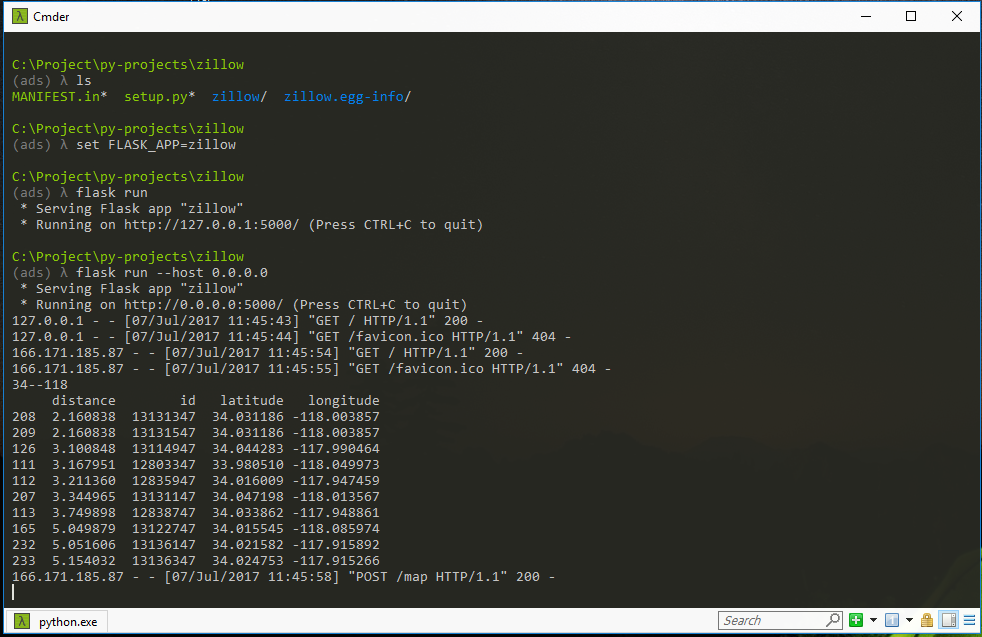 Cmder
C:\Project\py-projects\zillow
(ads) λ ls
MANIFEST.in*  setup.py*  zillow/  zillow.egg-info/
C:\Project\py-projects\zillow
(ads) λ set FLASK_APP=zillow
C:\Project\py-projects\zillow
(ads) λ flask run
 * Serving Flask app "zillow"
 * Running on http://127.0.0.1:5000/ (Press CTRL+C to quit)
C:\Project\py-projects\zillow
(ads) λ flask run --host 0.0.0.0
 * Serving Flask app "zillow"
 * Running on http://0.0.0.0:5000/ (Press CTRL+C to quit)
127.0.0.1 - - [07/Jul/2017 11:45:43] "GET / HTTP/1.1" 200 -
127.0.0.1 - - [07/Jul/2017 11:45:44] "GET /favicon.ico HTTP/1.1" 404 -
166.171.185.87 - - [07/Jul/2017 11:45:54] "GET / HTTP/1.1" 200 -
166.171.185.87 - - [07/Jul/2017 11:45:55] "GET /favicon.ico HTTP/1.1" 404 -
34--118
     distance        id   latitude   longitude
208  2.160838  13131347  34.031186 -118.003857
209  2.160838  13131547  34.031186 -118.003857
126  3.100848  13114947  34.044283 -117.990464
111  3.167951  12803347  33.980510 -118.049973
112  3.211360  12835947  34.016009 -117.947459
207  3.344965  13131147  34.047198 -118.013567
113  3.749898  12838747  34.033862 -117.948861
165  5.049879  13122747  34.015545 -118.085974
232  5.051606  13136147  34.021582 -117.915892
233  5.154032  13136347  34.024753 -117.915266
166.171.185.87 - - [07/Jul/2017 11:45:58] "POST /map HTTP/1.1" 200 -
λ python.exe
Search